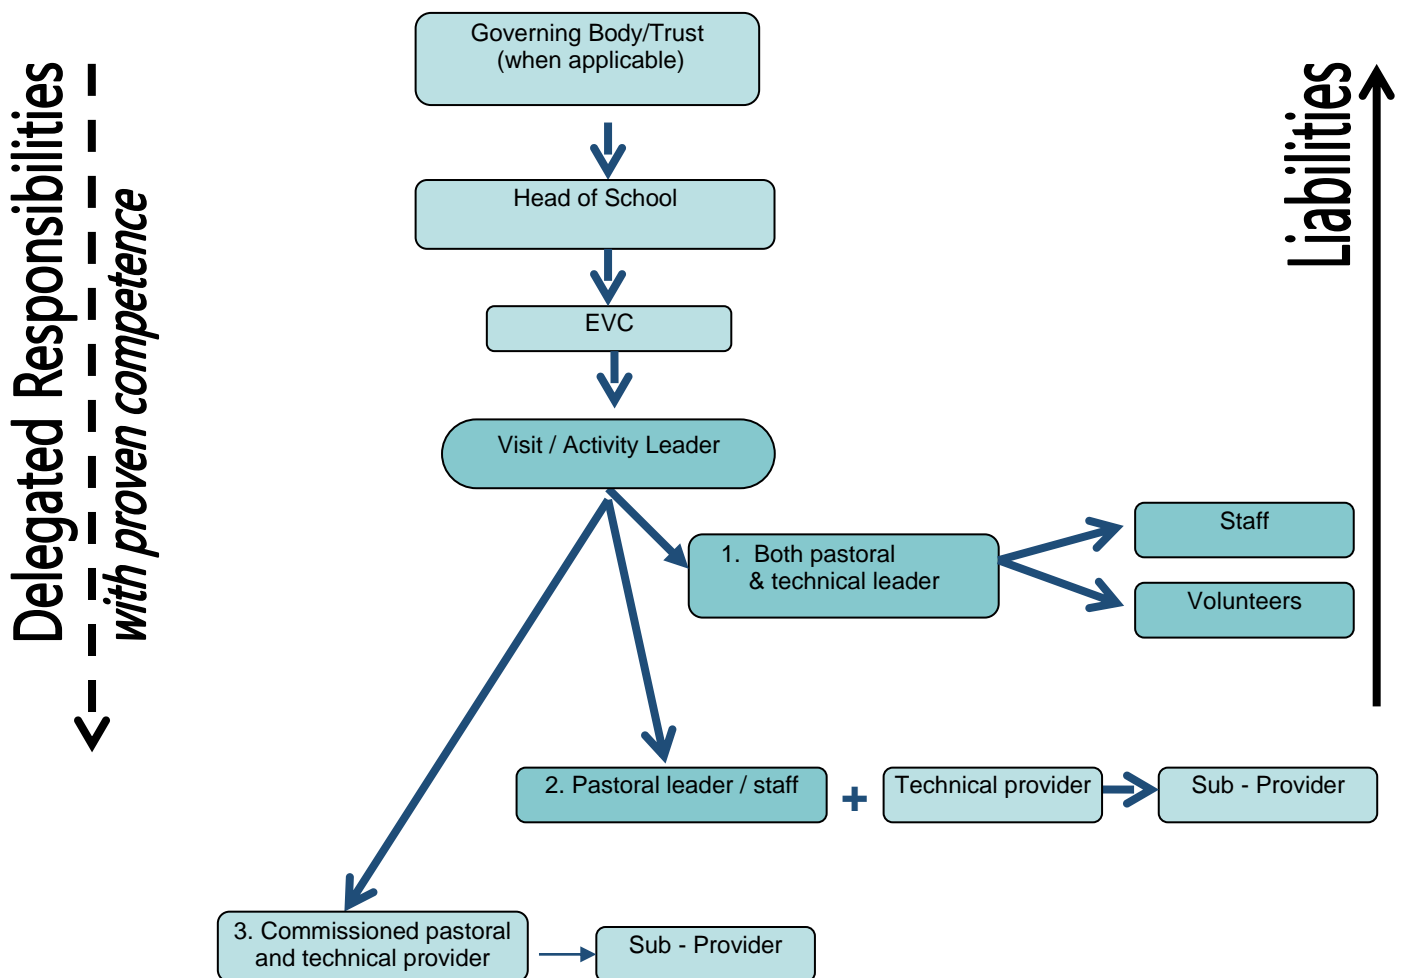 Governing Body/Trust
(when applicable)
Delegated Responsibilities
with proven competence
Liabilities
Head of School
EVC
Visit / Activity Leader
1. Both pastoral
& technical leader
Staff
Volunteers
2. Pastoral leader / staff
+
Technical provider
Sub - Provider
3. Commissioned pastoral
and technical provider
Sub - Provider